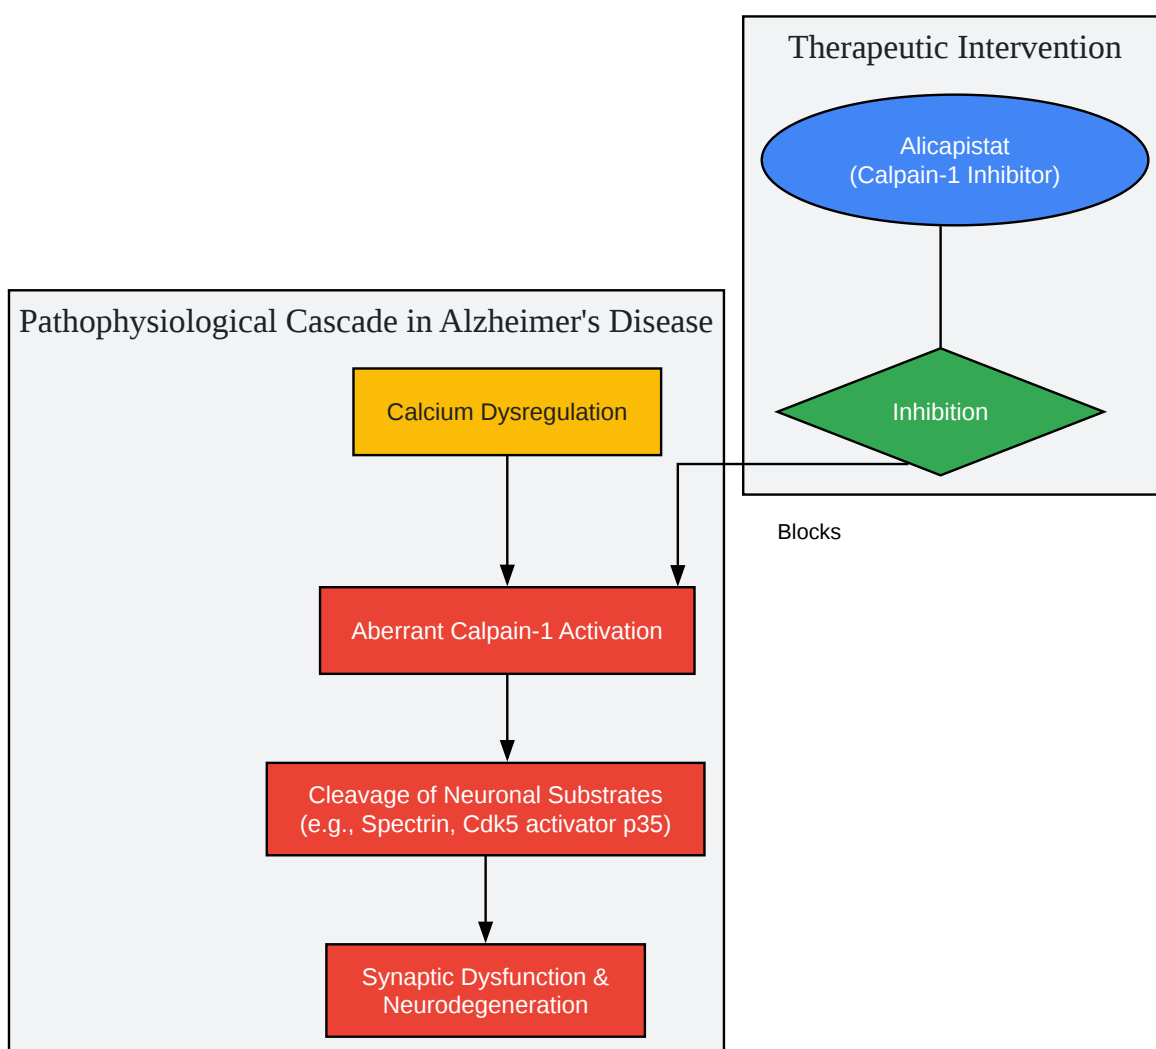 Therapeutic Intervention
Alicapistat
(Calpain-1 Inhibitor)
Inhibition
Blocks
Pathophysiological Cascade in Alzheimer's Disease
Calcium Dysregulation
Aberrant Calpain-1 Activation
Cleavage of Neuronal Substrates
(e.g., Spectrin, Cdk5 activator p35)
Synaptic Dysfunction &
Neurodegeneration